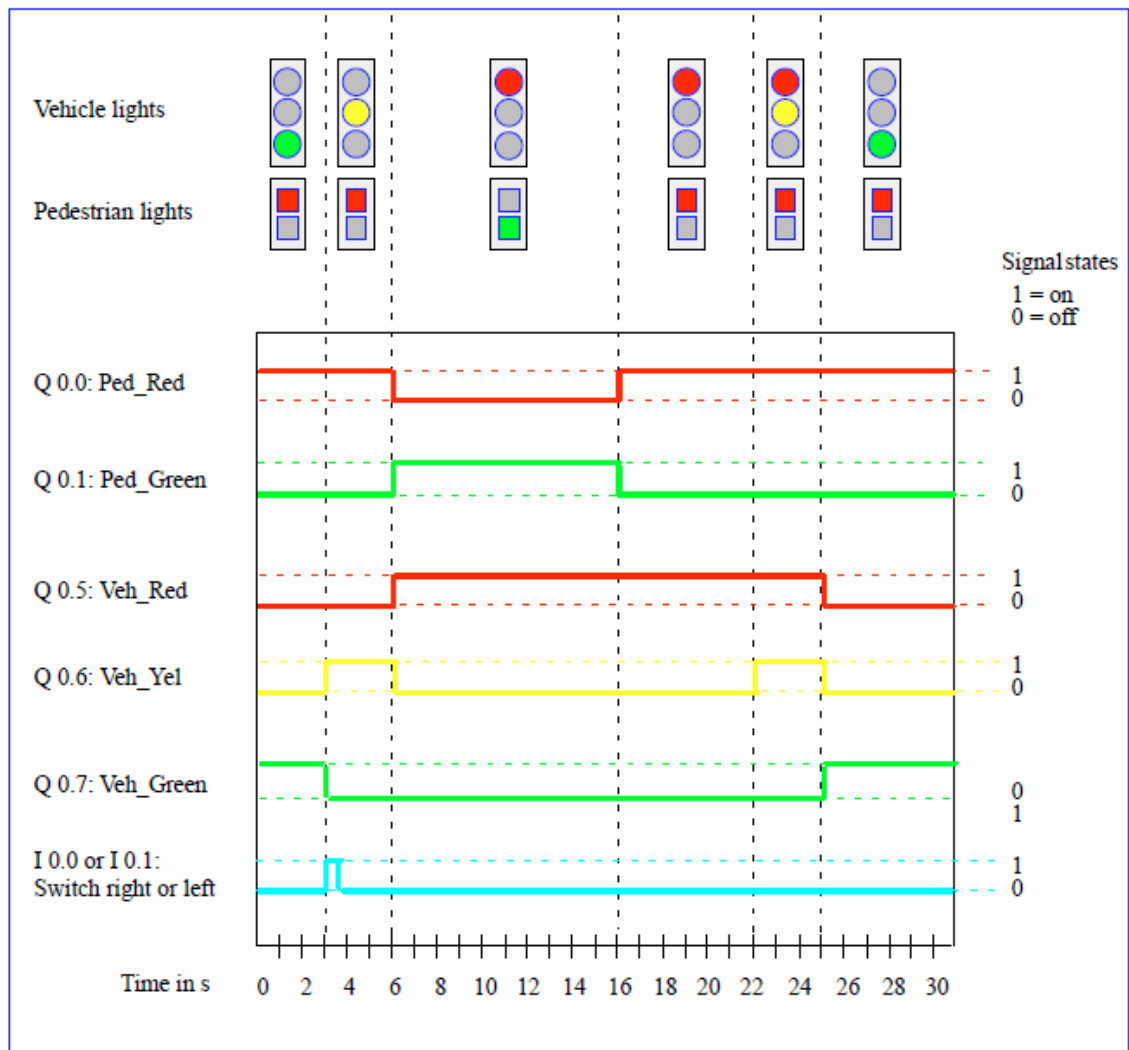 Vehicle lights
Pedestrian lights
Signal states
1 = on
0 = off
Q 0.0: Ped_Red
1
0
Q 0.1: Ped_Green
1
0
Q 0.5: Veh_Red
1
0
Q 0.6: Veh_Yel
1
0
Q 0.7: Veh_Green
0
1
I 0.0 or I 0.1:
Switch right or left
1
0
Time in s 0 2 4 6 8 10 12 14 16 18 20 22 24 26 28 30